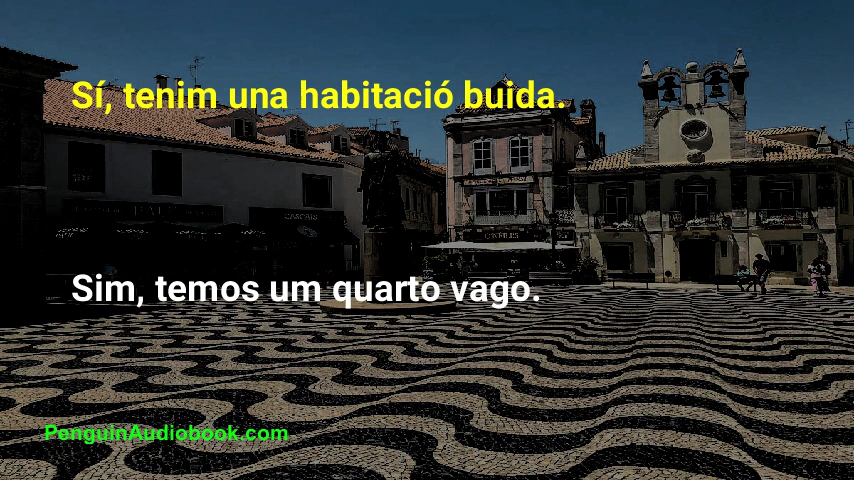 Sí, tenim una habitació buida.
Sim, temos um quarto vago.
PenguinAudiobook.com